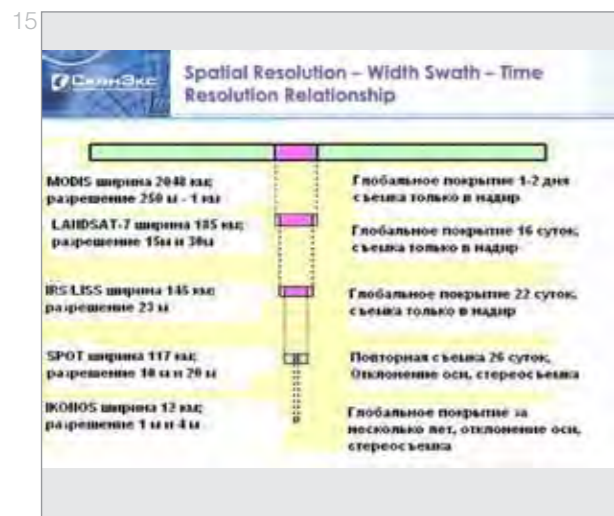 15
СканЭкс
Spatial Resolution – Width Swath – Time
Resolution Relationship
MODIS ширина 2048 км;
разрешение 250 м - 1 км
Глобальное покрытие 1-2 дня
съемка только в надир
LANDSAT-7 ширина 185 км;
разрешение 15м и 30м
Глобальное покрытие 16 суток,
съемка только в надир
IRS LISS ширина 145 км;
разрешение 23 м
Глобальное покрытие 22 суток,
съемка только в надир
SPOT ширина 117 км;
разрешение 10 м и 20 м
Повторная съемка 26 суток,
Отклонение оси, стереосъемка
IKONOS ширина 12 км;
разрешение 1 м и 4 м
Глобальное покрытие за
несколько лет, отклонение оси,
стереосъемка